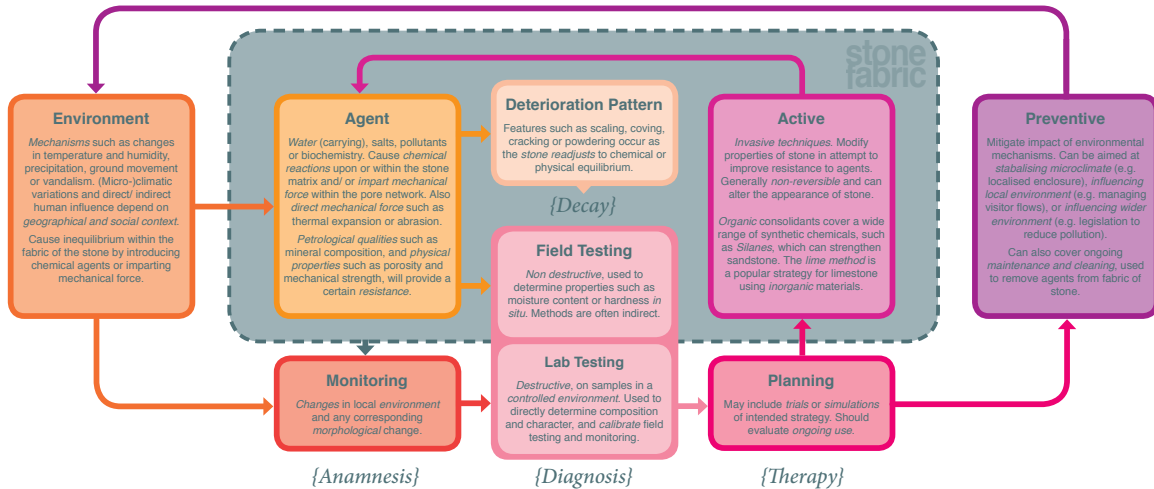 stone
fabric
Environment
Mechanisms such as changes
in temperature and humidity,
precipitation, ground movement
or vandalism. (Micro-)climatic
variations and direct/ indirect
human influence depend on
geographical and social context.
Cause inequilibrium within the
fabric of the stone by introducing
chemical agents or imparting
mechanical force.
Agent
Water (carrying), salts, pollutants
or biochemistry. Cause chemical
reactions upon or within the stone
matrix and/ or impart mechanical
force within the pore network. Also
direct mechanical force such as
thermal expansion or abrasion.
Petrological qualities such as
mineral composition, and physical
properties such as porosity and
mechanical strength, will provide a
certain resistance.
Deterioration Pattern
Features such as scaling, coving,
cracking or powdering occur as
the stone readjusts to chemical or
physical equilibrium.
{Decay}
Field Testing
Non destructive, used to
determine properties such as
moisture content or hardness in
situ. Methods are often indirect.
Lab Testing
Destructive, on samples in a
controlled environment. Used to
directly determine composition
and character, and calibrate field
testing and monitoring.
Active
Invasive techniques. Modify
properties of stone in attempt to
improve resistance to agents.
Generally non-reversible and can
alter the appearance of stone.
Organic consolidants cover a wide
range of synthetic chemicals, such
as Silanes, which can strengthen
sandstone. The lime method is
a popular strategy for limestone
using inorganic materials.
Preventive
Mitigate impact of environmental
mechanisms. Can be aimed at
stabalising microclimate (e.g.
localised enclosure), influencing
local environment (e.g. managing
visitor flows), or influencing wider
environment (e.g. legislation to
reduce pollution).
Can also cover ongoing
maintenance and cleaning, used
to remove agents from fabric of
stone.
Monitoring
Changes in local environment
and any corresponding
morphological change.
Planning
May include trials or simulations
of intended strategy. Should
evaluate ongoing use.
{Anamnesis}
{Diagnosis}
{Therapy}